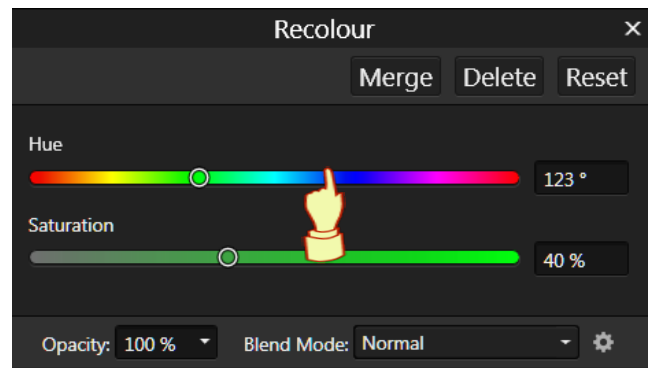 Recolour ×
Merge Delete Reset
Hue
123 °
Saturation
40 %
Opacity: 100 % Blend Mode: Normal